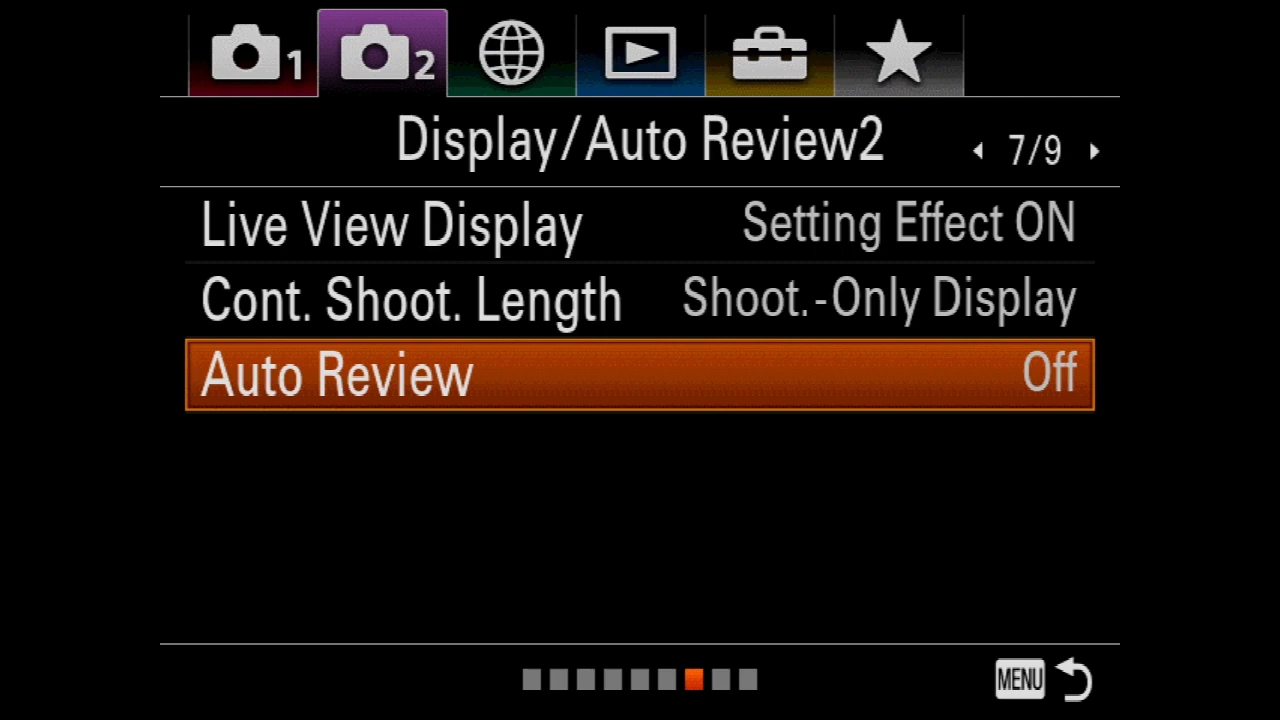 1 2
Display/Auto Review2 7/9
Live View Display Setting Effect ON
Cont. Shoot. Length Shoot.-Only Display
Auto Review Off
MENU